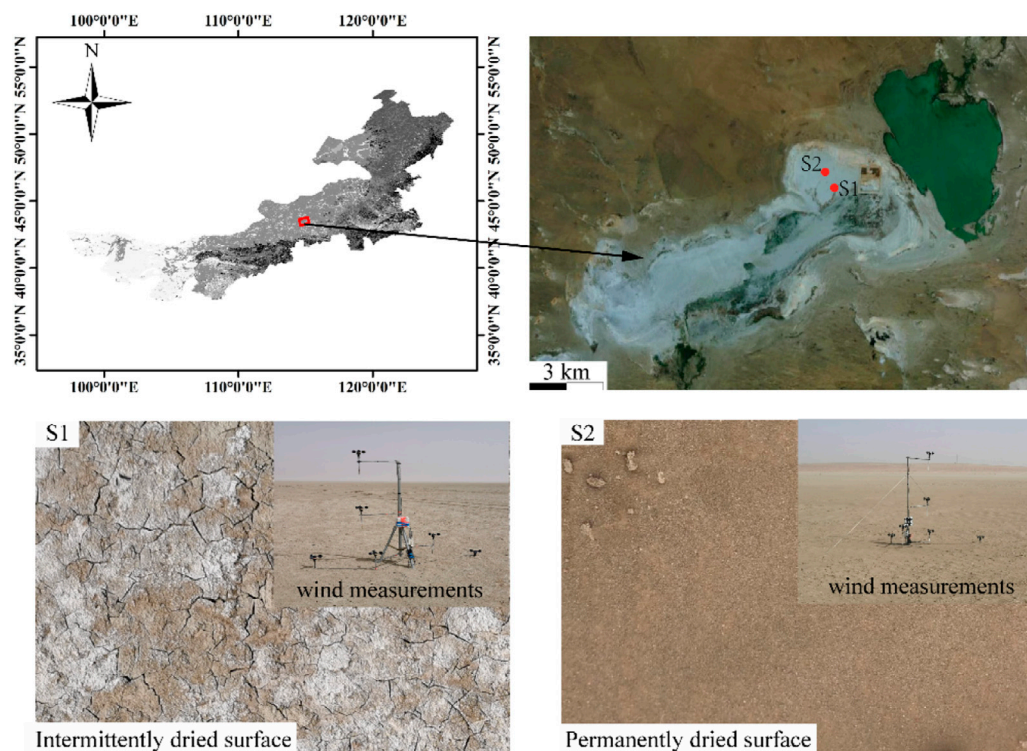 100°0'0"E 110°0'0"E 120°0'0"E
N
55°0'0"N
50°0'0"N
45°0'0"N
40°0'0"N
35°0'0"N
55°0'0"N
50°0'0"N
45°0'0"N
40°0'0"N
35°0'0"N
100°0'0"E 110°0'0"E 120°0'0"E
S2
S1
3 km
S1
wind measurements
Intermittently dried surface
S2
wind measurements
Permanently dried surface